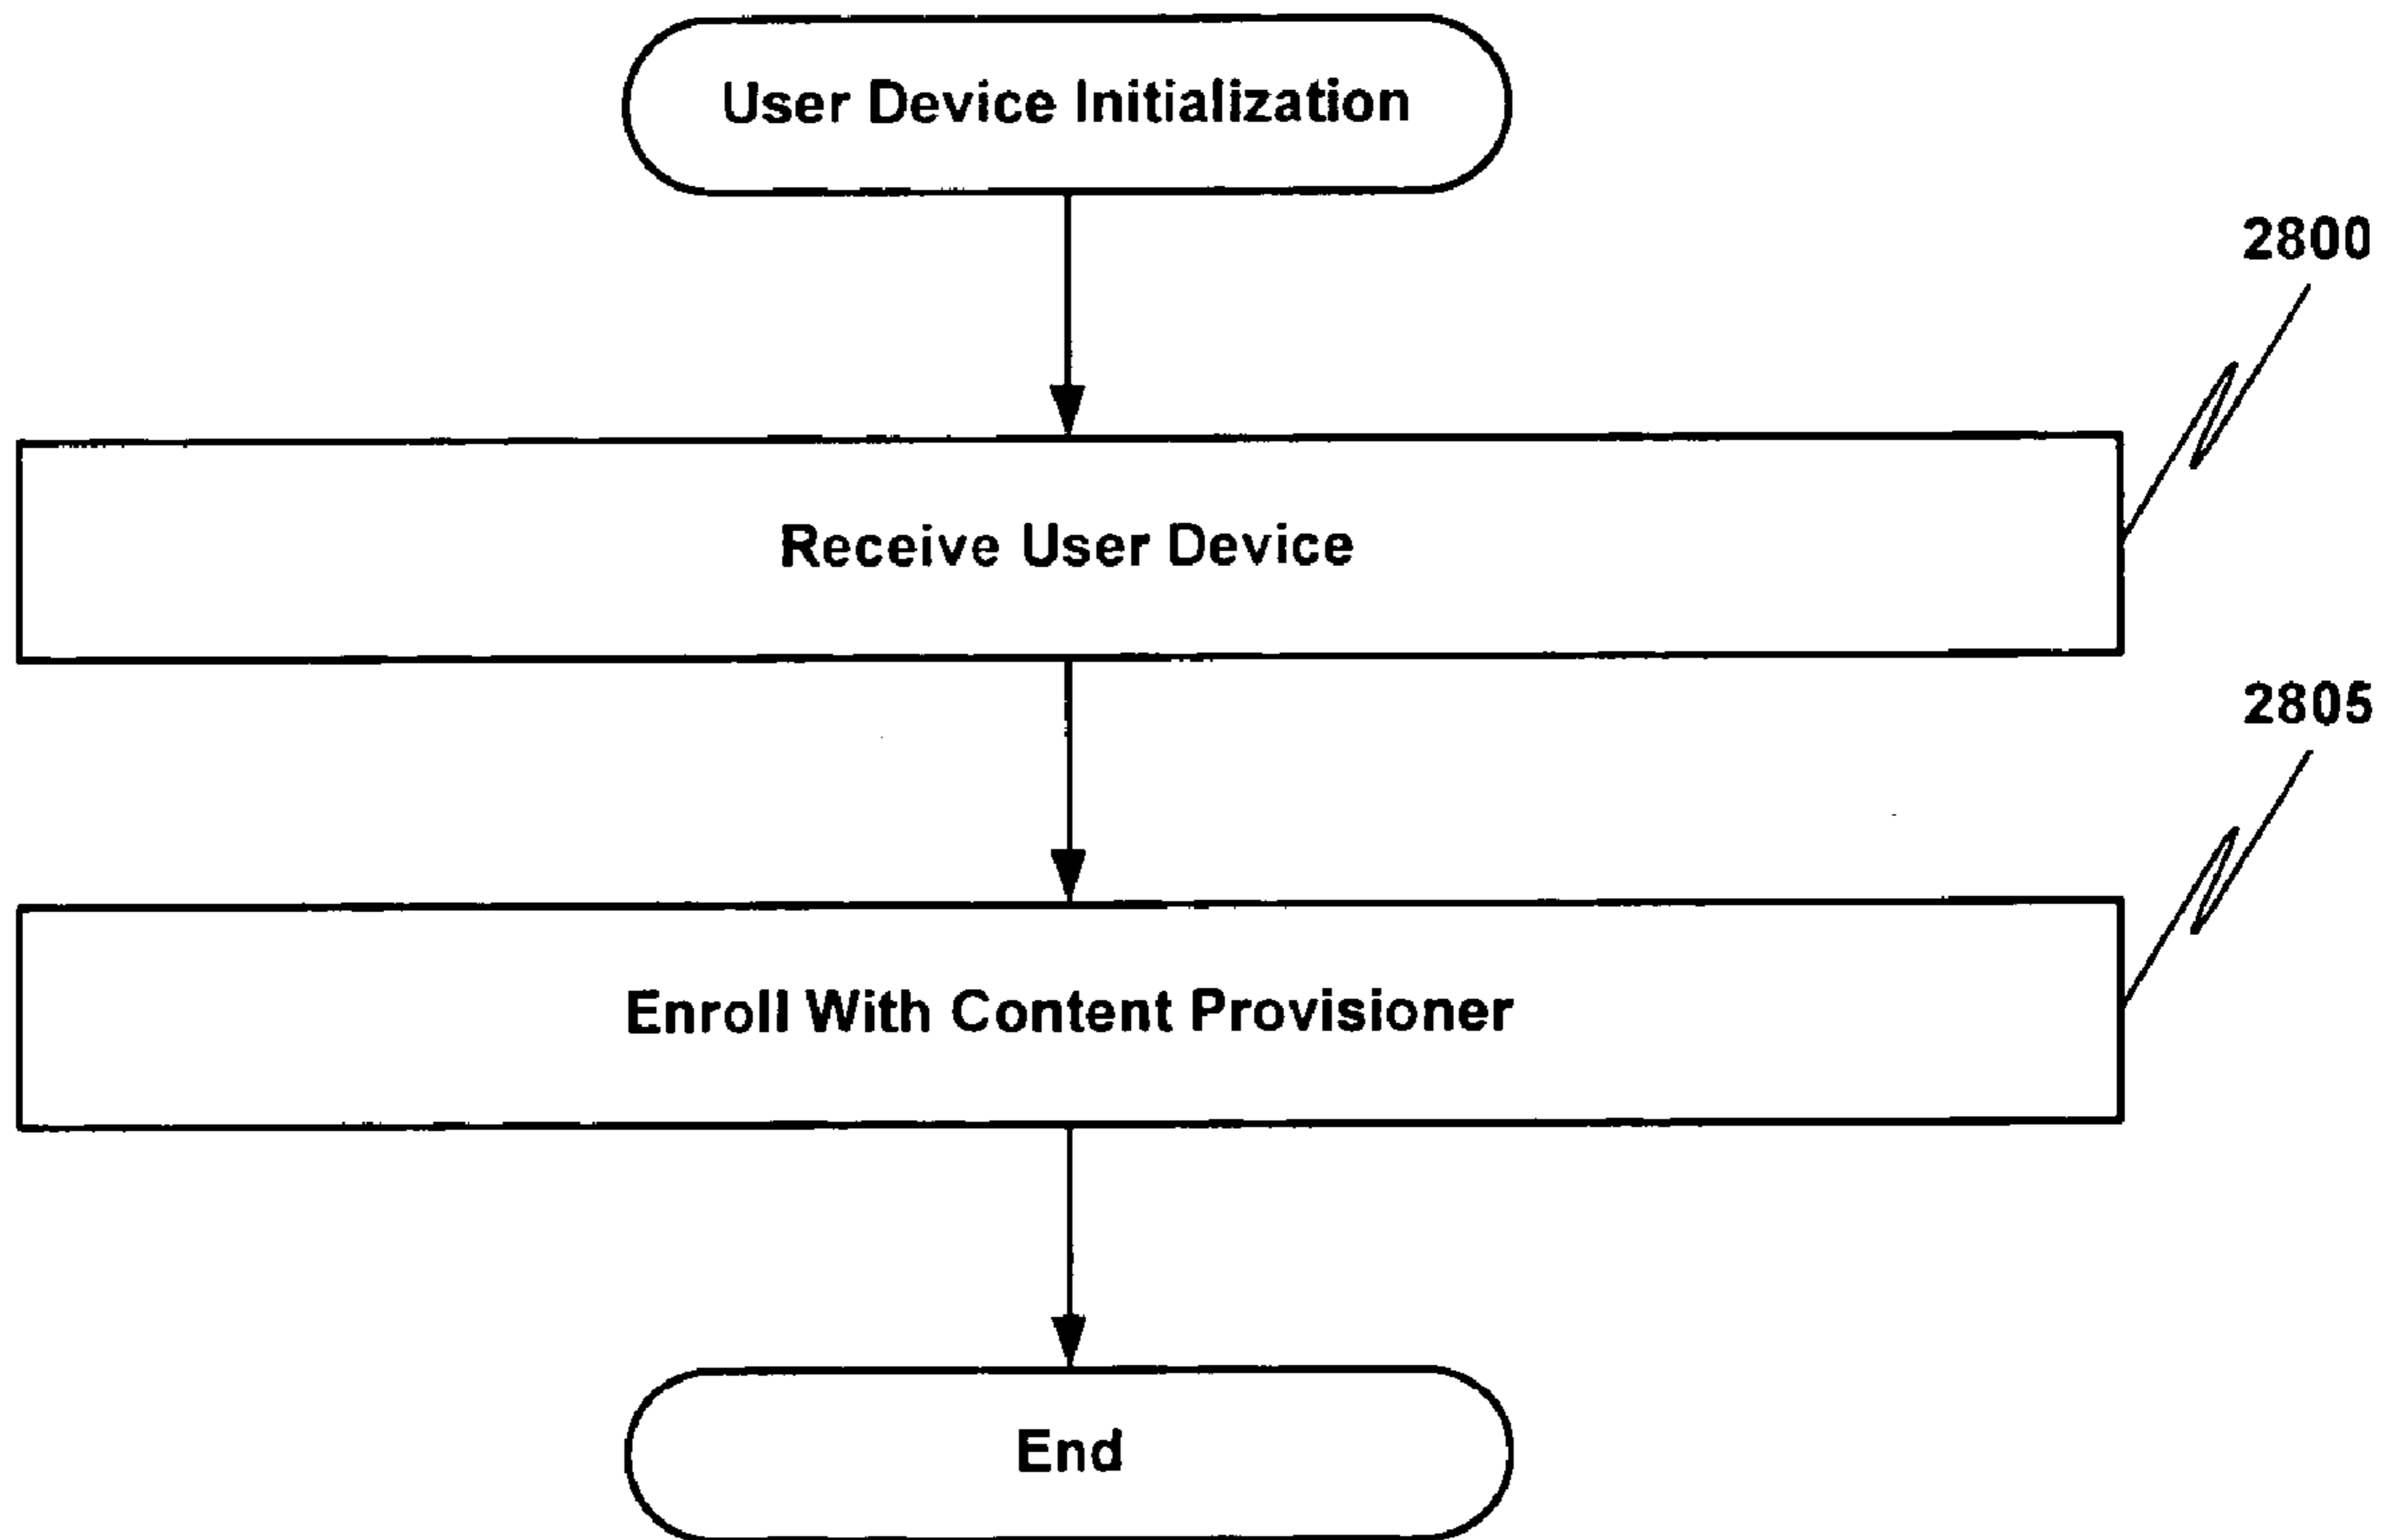 User Device Initialization
2800
Receive User Device
2805
Enroll With Content Provisioner
End